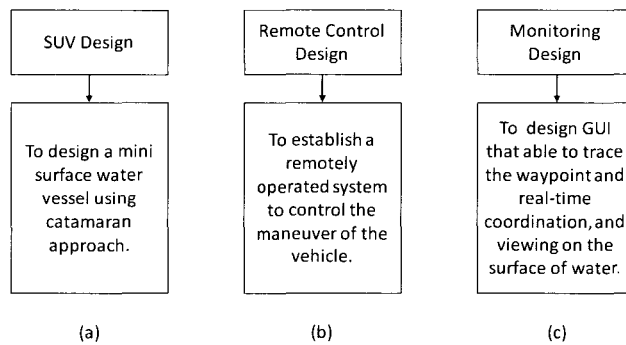 SUV Design
To design a mini
surface water
vessel using
catamaran
approach.
(a)
Remote Control
Design
To establish a
remotely
operated system
to control the
maneuver of the
vehicle.
(b)
Monitoring
Design
To design GUI
that able to trace
the waypoint and
real-time
coordination, and
viewing on the
surface of water.
(c)